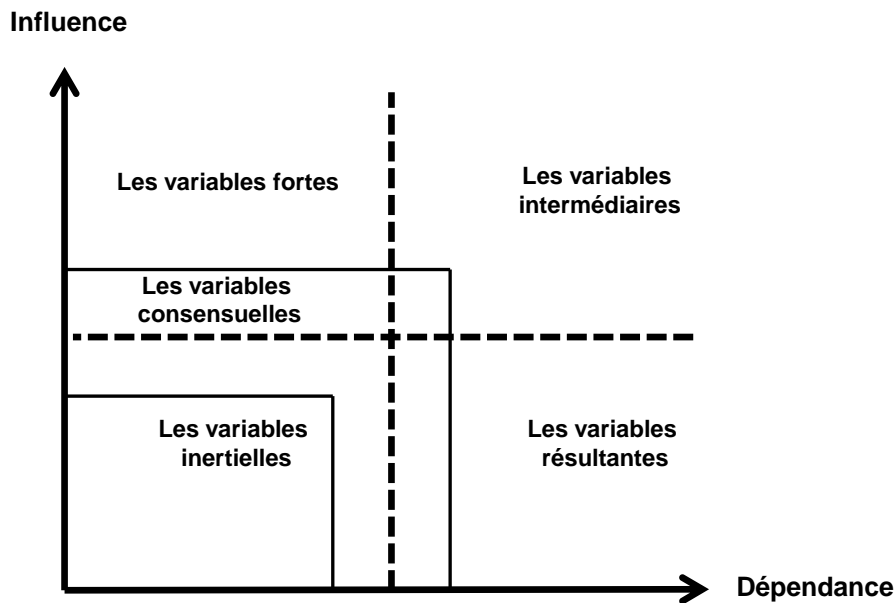 Influence
Les variables fortes
Les variables
intermédiaires
Les variables
consensuelles
Les variables
inertielles
Les variables
résultantes
Dépendance